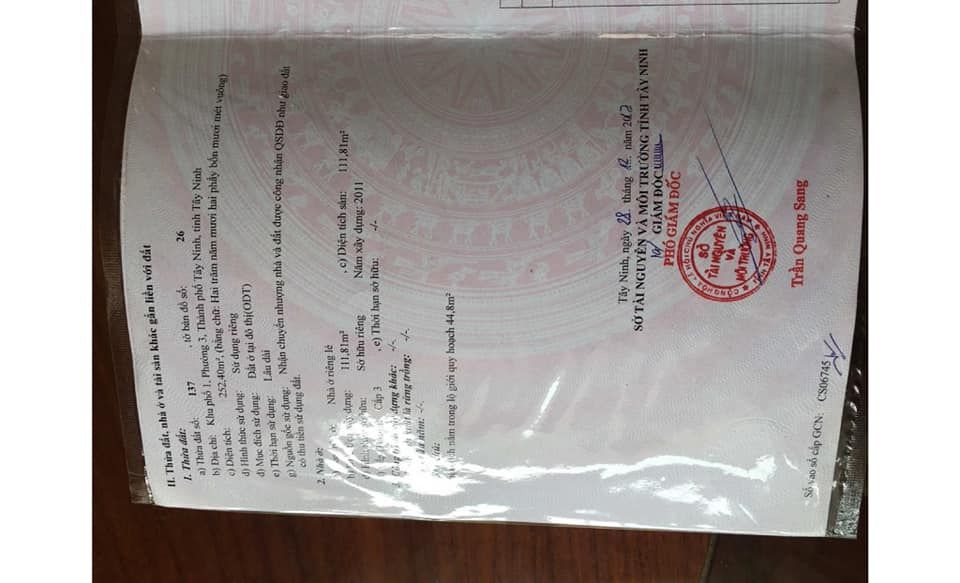 II. Thửa đất, nhà ở và tài sản khác gắn liền với đất
1. Thửa đất:
a) Thửa đất số: 137 , tờ bản đồ số: 26
b) Địa chỉ: Khu phố 1, Phường 3, Thành phố Tây Ninh, tỉnh Tây Ninh
c) Diện tích: 252,40m², (bằng chữ: Hai trăm năm mươi hai phẩy bốn mươi mét vuông)
d) Hình thức sử dụng: Sử dụng riêng
đ) Mục đích sử dụng: Đất ở tại đô thị(ODT)
e) Thời hạn sử dụng: Lâu dài
g) Nguồn gốc sử dụng: Nhận chuyển nhượng nhà và đất được công nhận QSDĐ như giao đất
có thu tiền sử dụng đất.
2. Nhà ở:
Nhà ở riêng lẻ
dựng: 111,81m² , c) Diện tích sàn: 111,81m²
Sở hữu riêng Năm xây dựng: 2011
Cấp 3 , e) Thời hạn sở hữu: -/-
dựng khác: -/-
là rừng trồng: -/-
năm: -/-
nằm trong lộ giới quy hoạch 44,8m²
Tây Ninh, ngày 28 tháng 12 năm 2017
SỞ TÀI NGUYÊN VÀ MÔI TRƯỜNG TỈNH TÂY NINH
GIÁM ĐỐC
PHÓ GIÁM ĐỐC
SỞ
TÀI NGUYÊN
VÀ
MÔI TRƯỜNG
Trần Quang Sang
Số vào sổ cấp GCN: CS06745